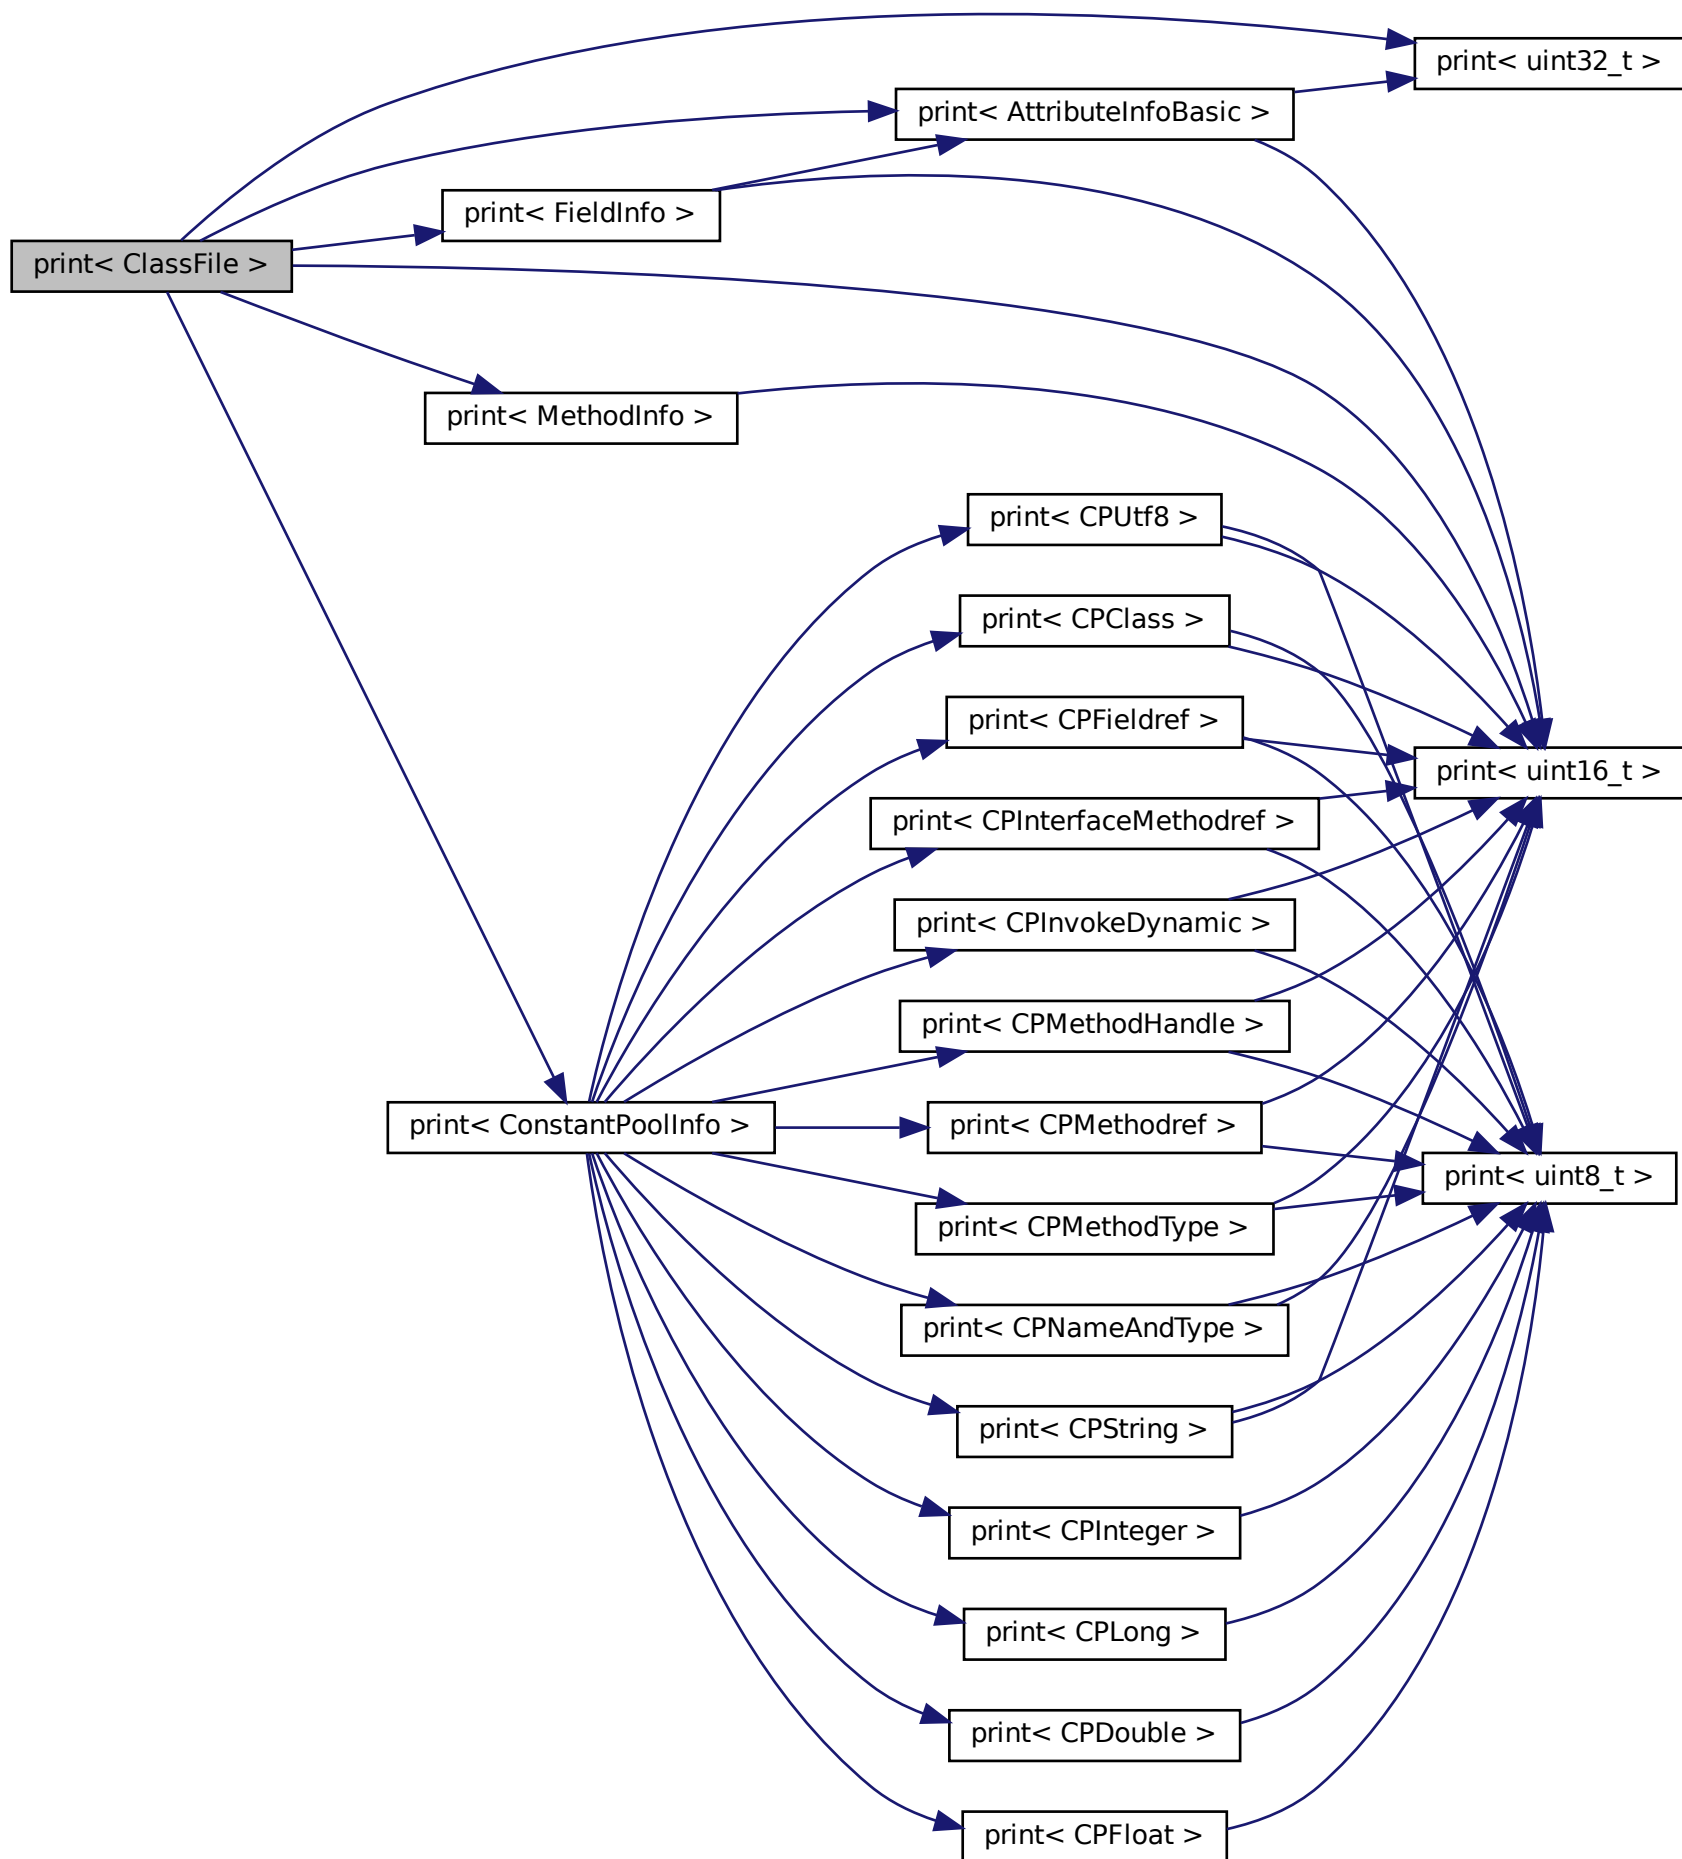 print< uint32_t >
print< AttributeInfoBasic >
print< FieldInfo >
print< ClassFile >
print< MethodInfo >
print< CPUtf8 >
print< CPClass >
print< CPFieldref >
print< uint16_t >
print< CPInterfaceMethodref >
print< CPInvokeDynamic >
print< CPMethodHandle >
print< ConstantPoolInfo >
print< CPMethodref >
print< uint8_t >
print< CPMethodType >
print< CPNameAndType >
print< CPString >
print< CPInteger >
print< CPLong >
print< CPDouble >
print< CPFloat >